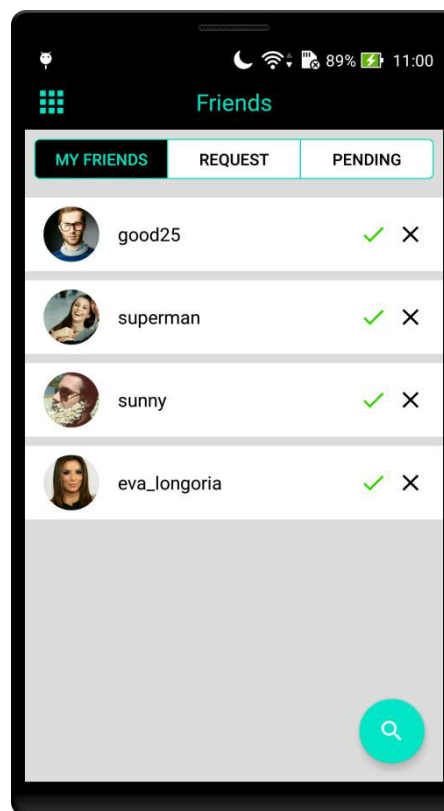 89% 11:00
Friends
MY FRIENDS REQUEST PENDING
good25
superman
sunny
eva_longoria